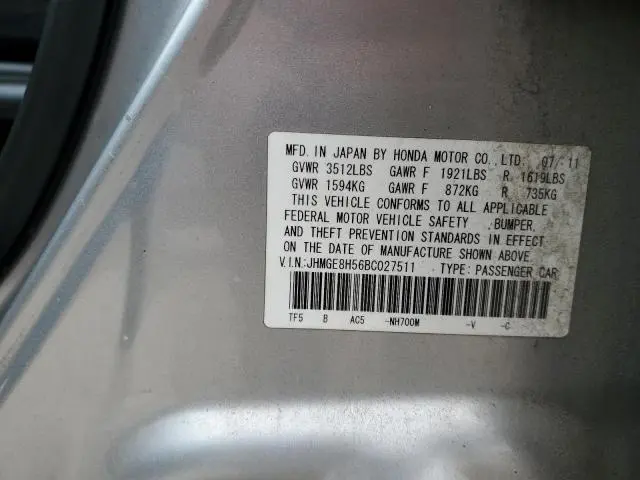 MFD. IN JAPAN BY HONDA MOTOR CO., LTD. 07/11
GVWR 3512LBS GAWR F 1921LBS R 1619LBS
GVWR 1594KG GAWR F 872KG R 735KG
THIS VEHICLE CONFORMS TO ALL APPLICABLE
FEDERAL MOTOR VEHICLE SAFETY , BUMPER,
AND THEFT PREVENTION STANDARDS IN EFFECT
ON THE DATE OF MANUFACTURE SHOWN ABOVE.
V.I.N.:JHMGE8H56BC027511 TYPE: PASSENGER CAR
TF5 B AC5 -NH700M -V -C